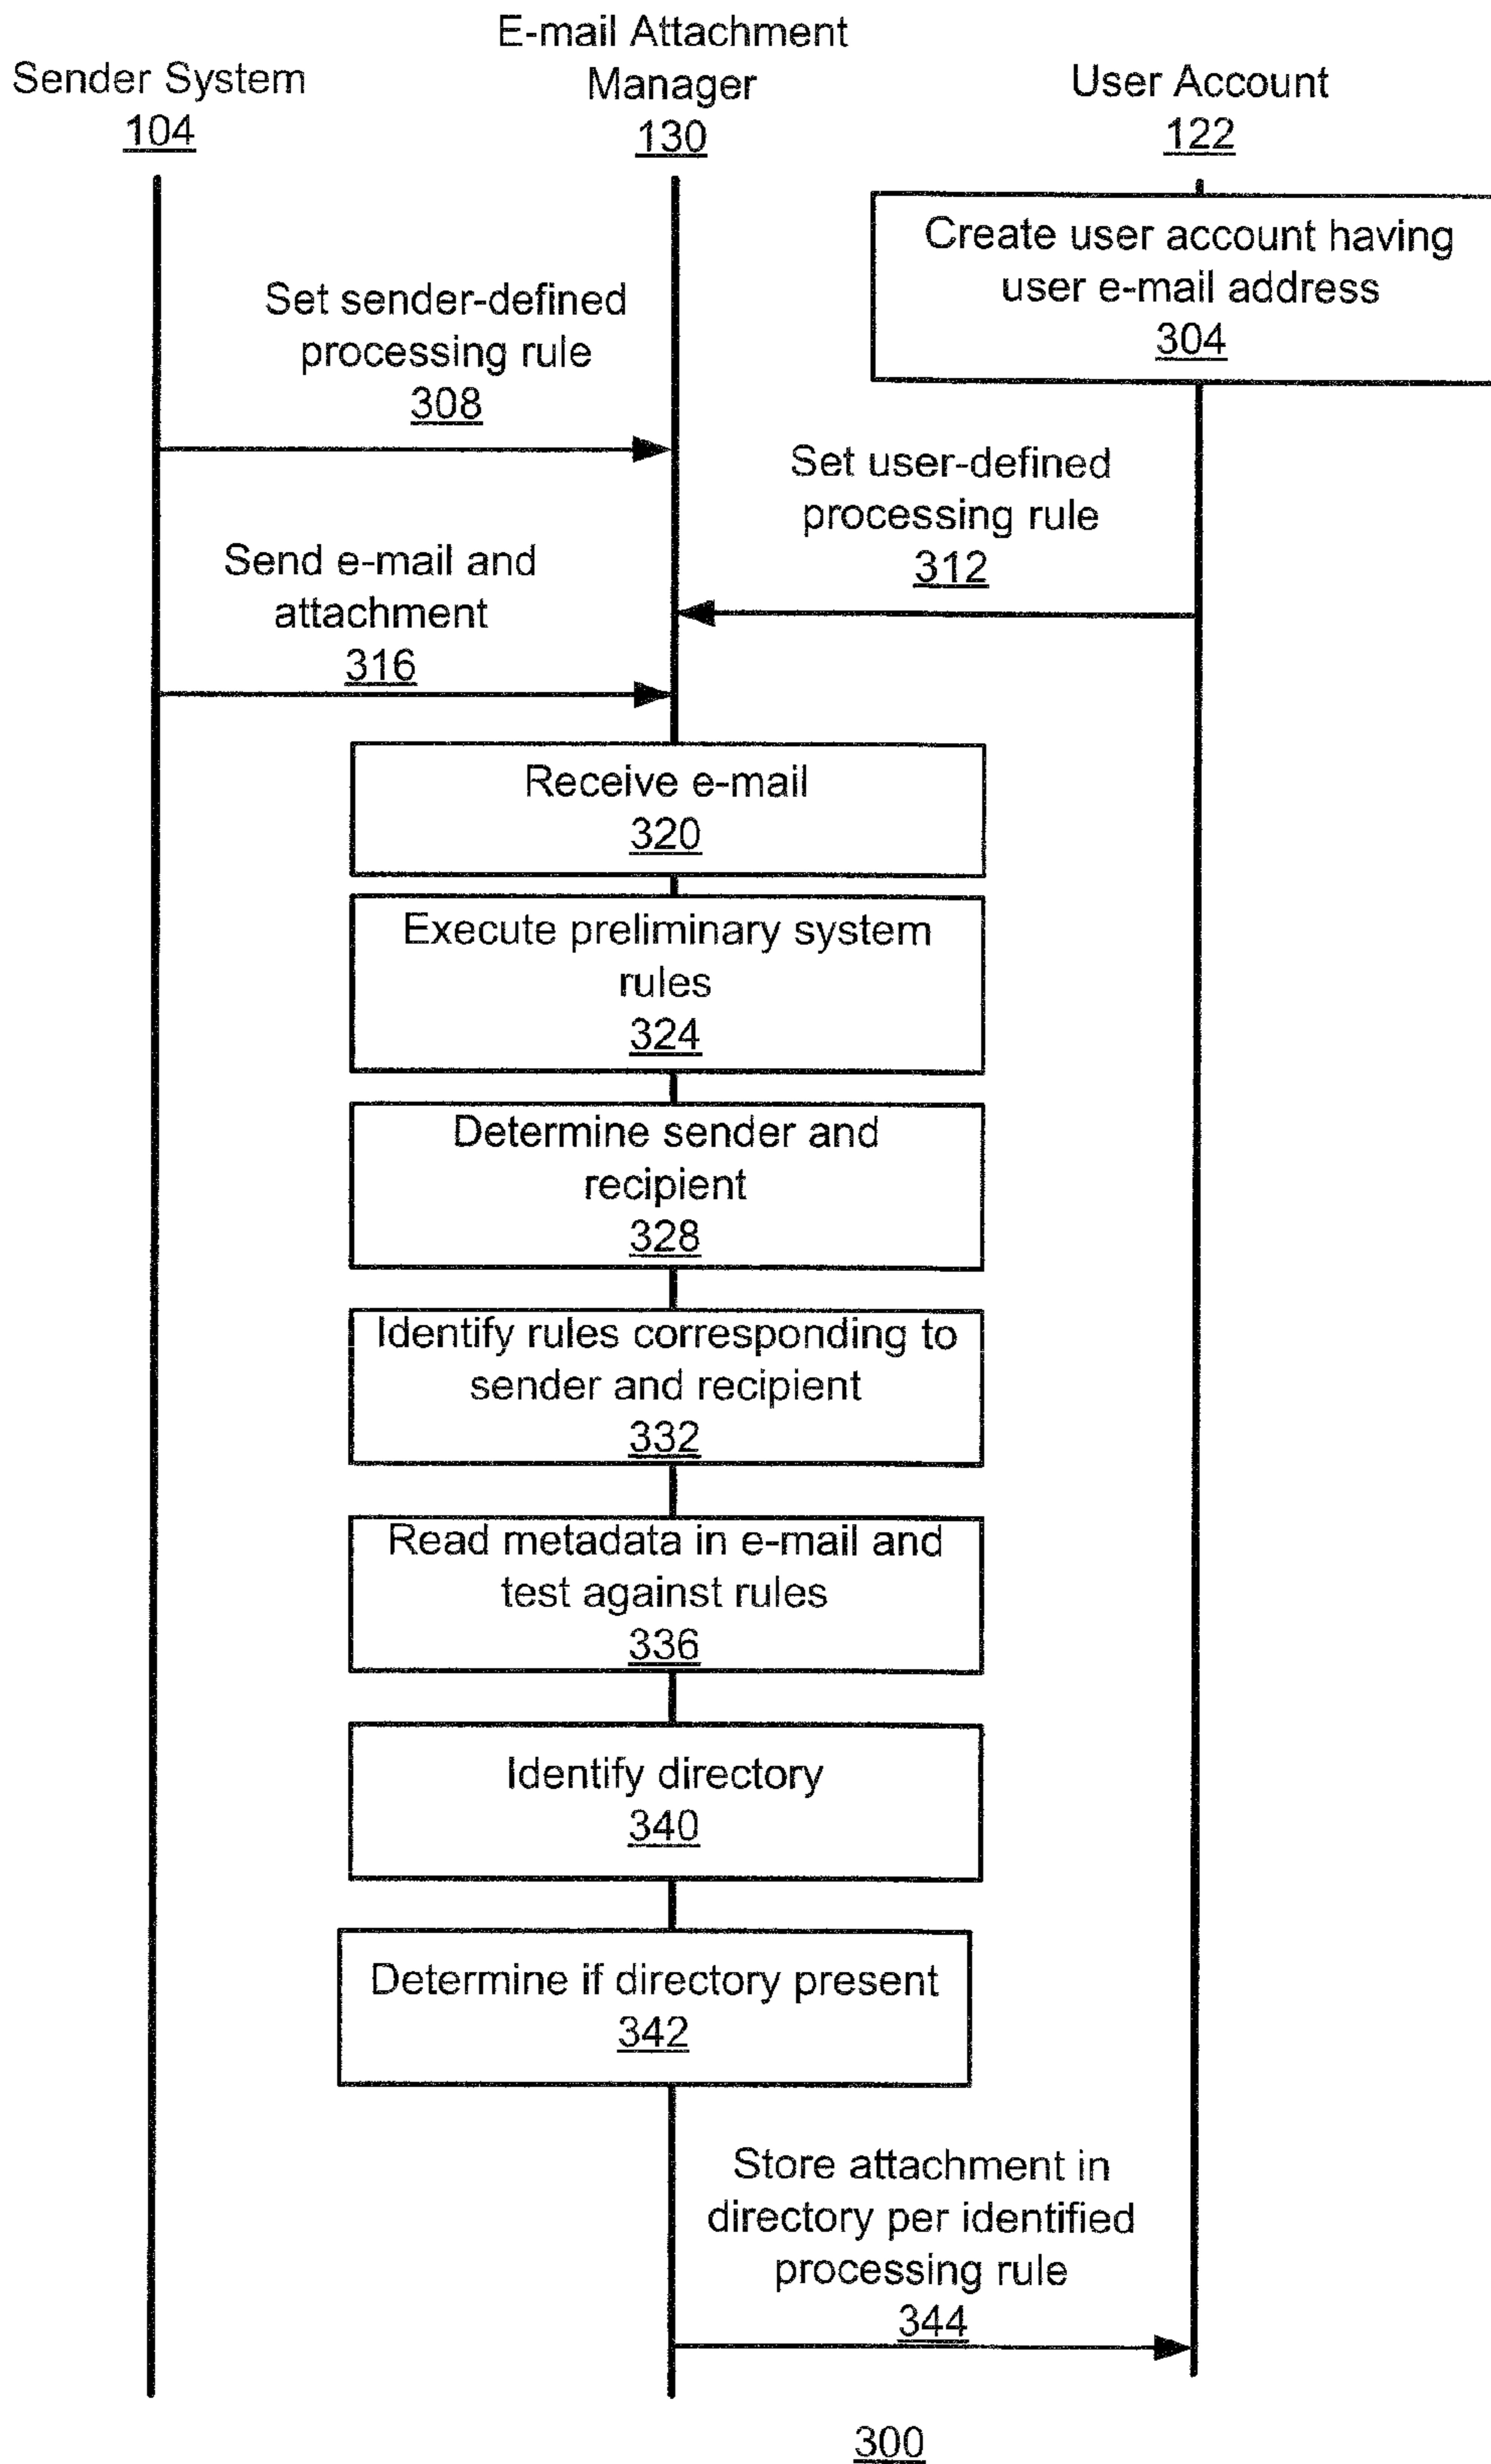 Sender System
104
E-mail Attachment
Manager
130
User Account
122
Create user account having
user e-mail address
304
Set sender-defined
processing rule
308
Set user-defined
processing rule
312
Send e-mail and
attachment
316
Receive e-mail
320
Execute preliminary system
rules
324
Determine sender and
recipient
328
Identify rules corresponding to
sender and recipient
332
Read metadata in e-mail and
test against rules
336
Identify directory
340
Determine if directory present
342
Store attachment in
directory per identified
processing rule
344
300